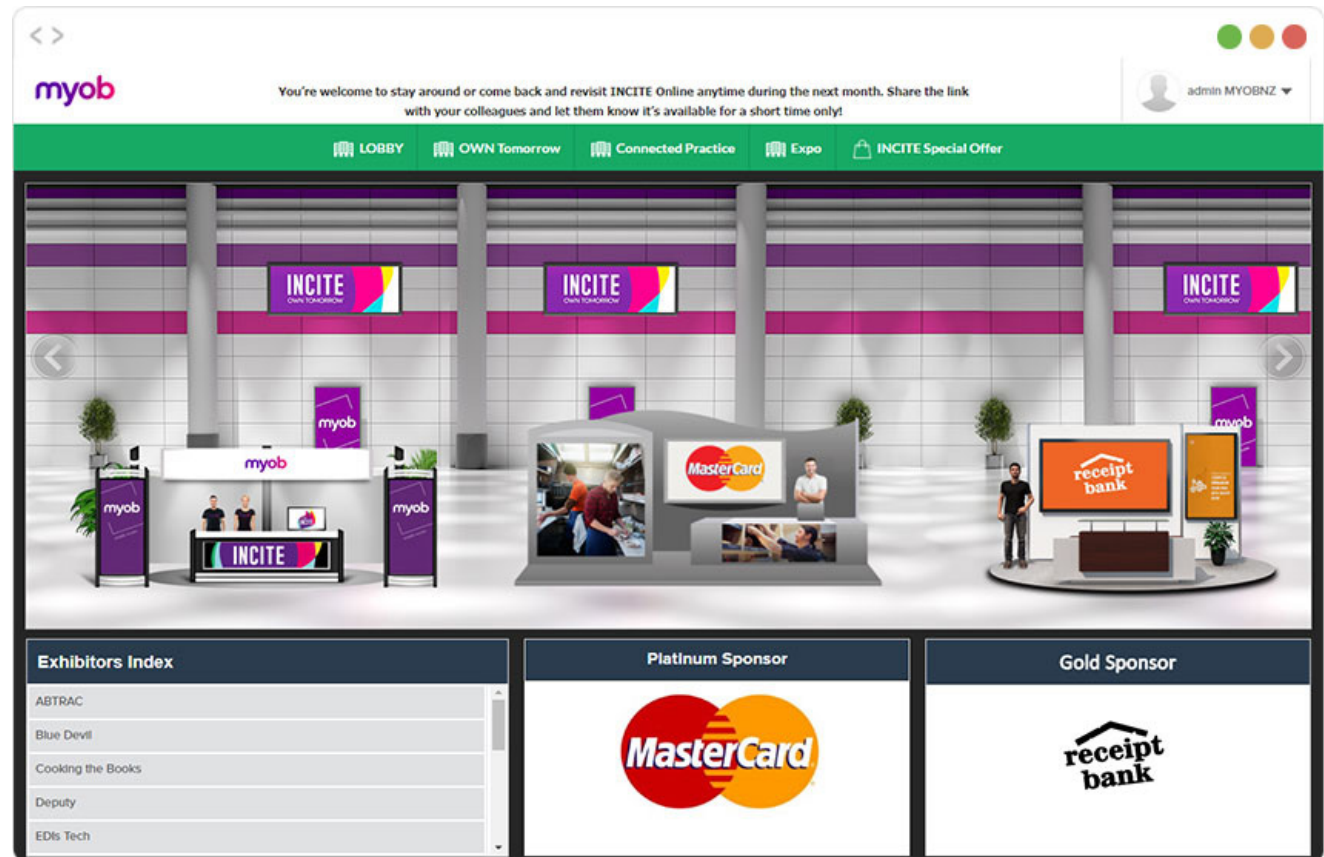 myob
You're welcome to stay around or come back and revisit INCITE Online anytime during the next month. Share the link
with your colleagues and let them know it's available for a short time only!
admin MYOBNZ
LOBBY
OWN Tomorrow
Connected Practice
Expo
INCITE Special Offer
INCITE
OWN TOMORROW
INCITE
OWN TOMORROW
INCITE
OWN TOMORROW
myob
myob
myob
myob
myob
INCITE
MasterCard
receipt
bank
Exhibitors Index
ABTRAC
Blue Devil
Cooking the Books
Deputy
EDIs Tech
Platinum Sponsor
MasterCard
Gold Sponsor
receipt
bank